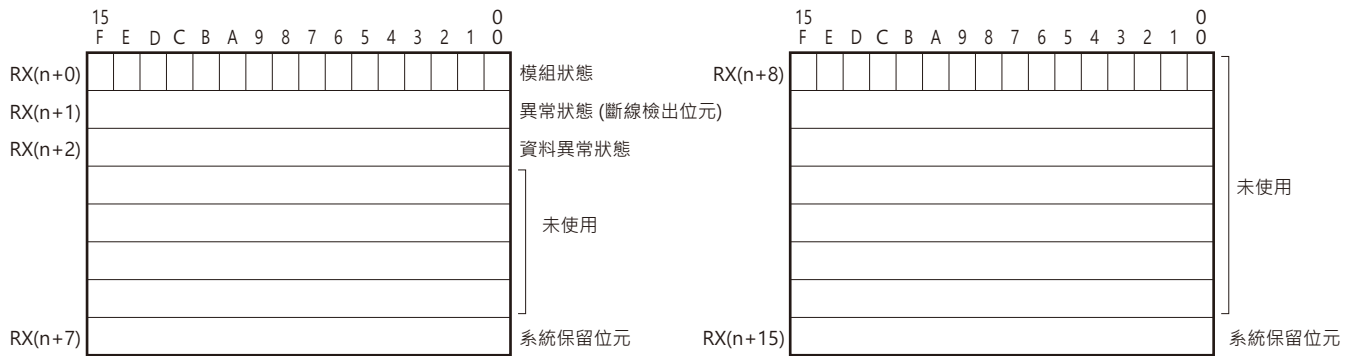 15 0
F E D C B A 9 8 7 6 5 4 3 2 1 0
RX(n+0) 模組狀態
RX(n+1) 異常狀態 (斷線檢出位元)
RX(n+2) 資料異常狀態
未使用
RX(n+7) 系統保留位元
15 0
F E D C B A 9 8 7 6 5 4 3 2 1 0
RX(n+8)
未使用
RX(n+15) 系統保留位元